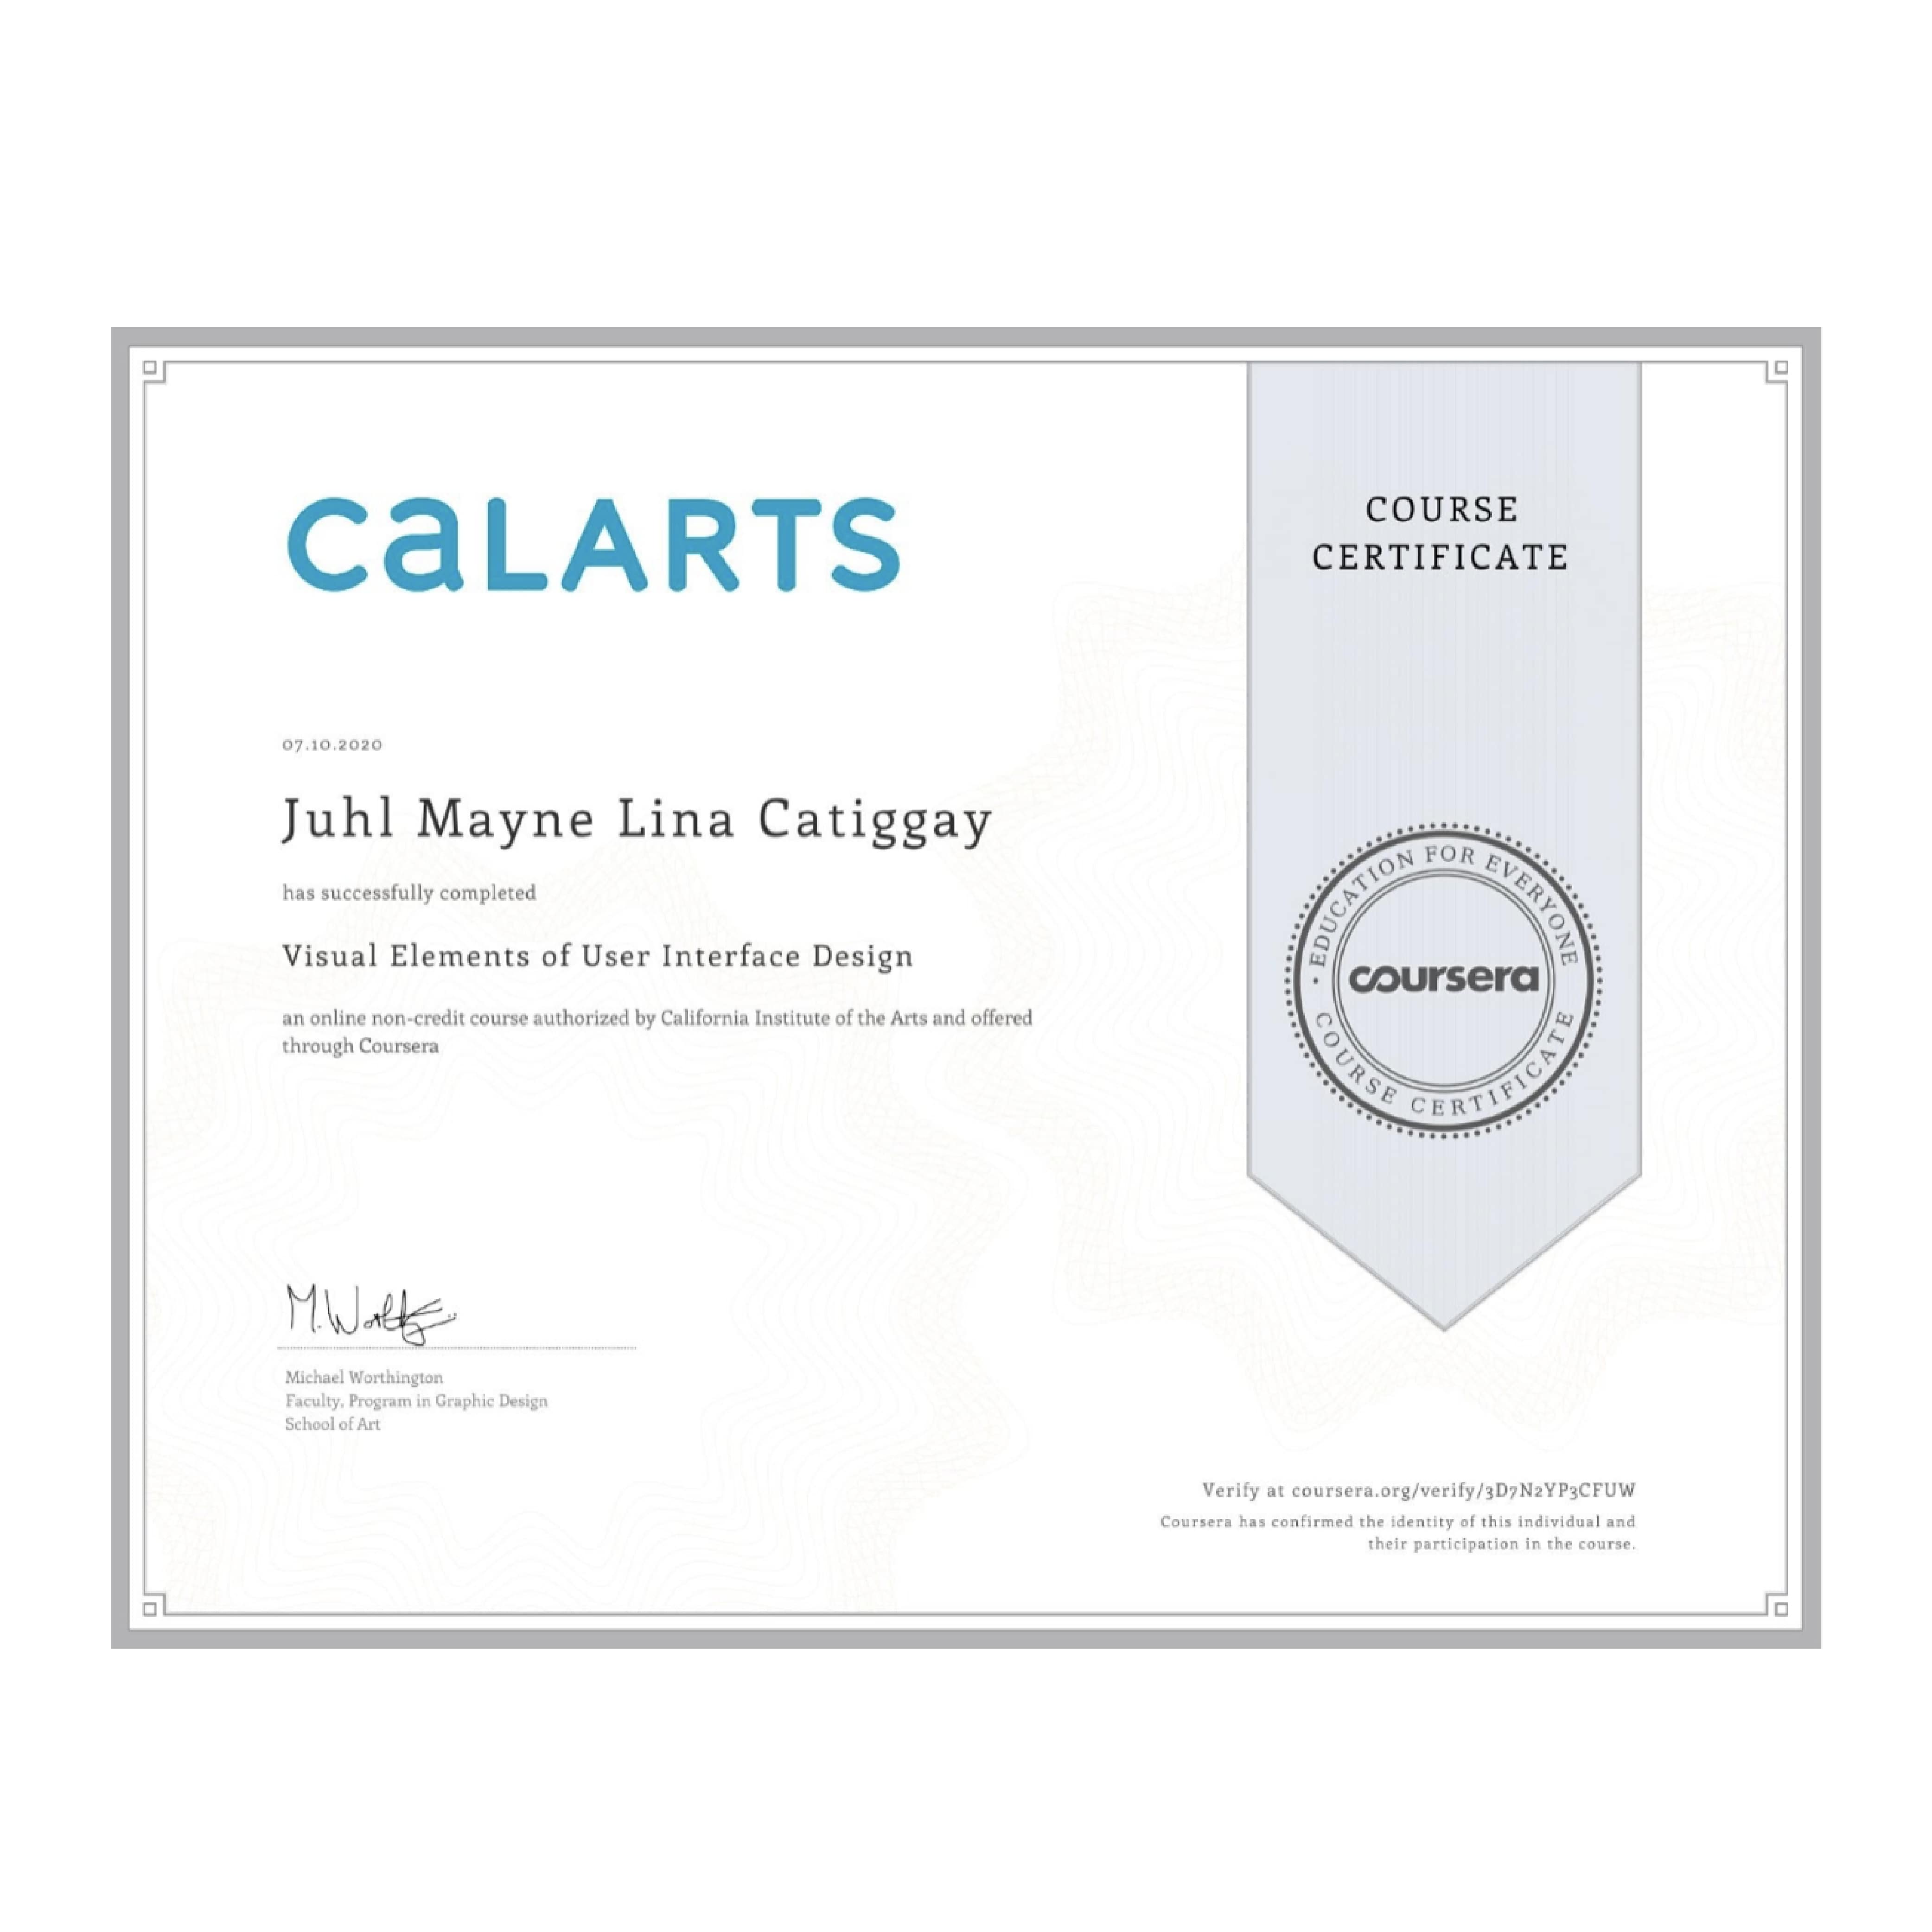 CaLARTS
COURSE
CERTIFICATE
07.10.2020
Juhl Mayne Lina Catiggay
has successfully completed
Visual Elements of User Interface Design
an online non-credit course authorized by California Institute of the Arts and offered
through Coursera
• EDUCATION FOR EVERYONE
coursera
COURSE CERTIFICATE
M. Worth
Michael Worthington
Faculty, Program in Graphic Design
School of Art
Verify at coursera.org/verify/3D7N2YP3CFUW
Coursera has confirmed the identity of this individual and
their participation in the course.